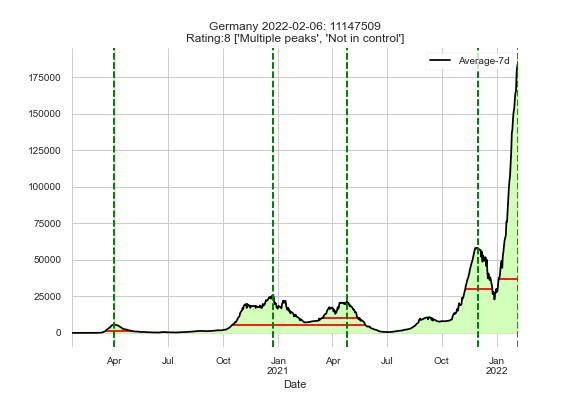 Germany 2022-02-06: 11147509
Rating:8 ['Multiple peaks', 'Not in control']
Average-7d
175000
150000
125000
100000
75000
50000
25000
0
Apr Jul Oct Jan Apr Jul Oct Jan
2021 2022
Date